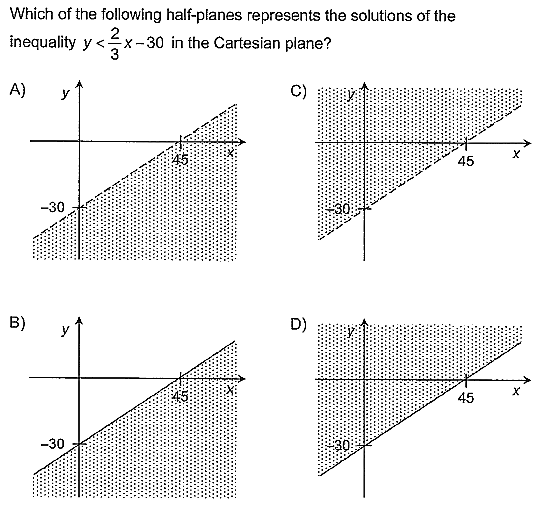 Which of the following half-planes represents the solutions of the
inequality y < 2/3 x – 30 in the Cartesian plane?
A)
y
45
x
–30
C)
y
45
x
–30
B)
y
45
x
–30
D)
y
45
x
–30